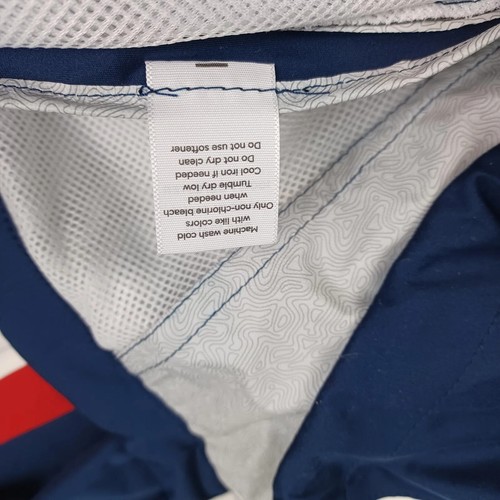 Machine wash cold
with like colors
Only non-chlorine bleach
when needed
Tumble dry low
Cool iron if needed
Do not dry clean
Do not use softener